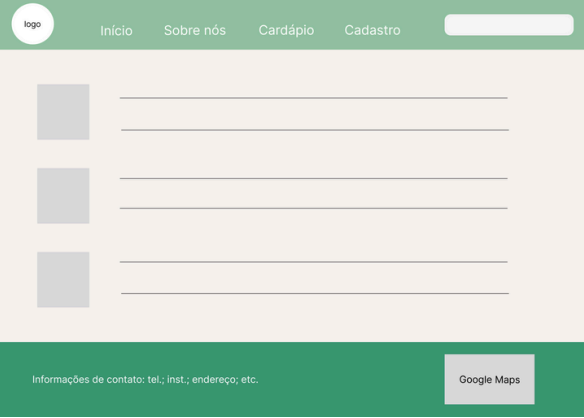 logo
Início
Sobre nós
Cardápio
Cadastro
Informações de contato: tel.; inst.; endereço; etc.
Google Maps